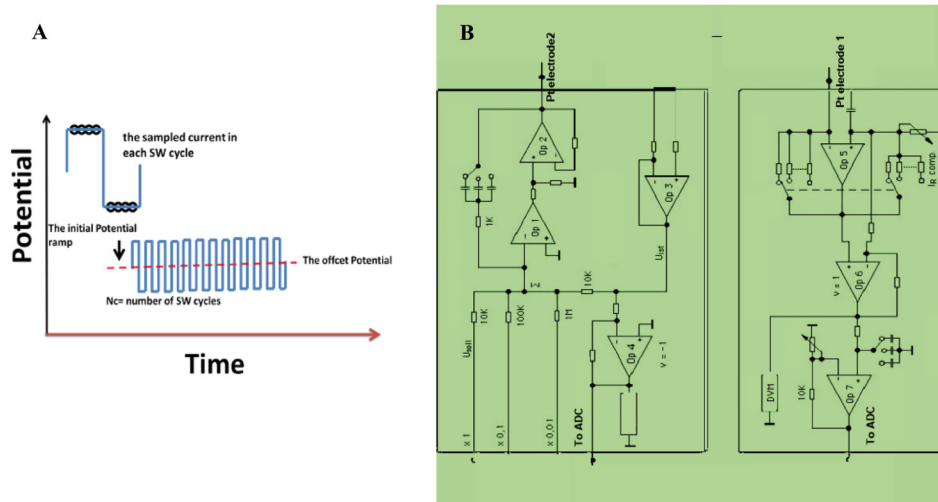 A
the sampled current in
each SW cycle
Potential
The initial Potential
ramp
The offcet Potential
Nc= number of SW cycles
Time
B
Pt electrode2
Op 2
1K
Op 1
Op 3
U_ist
Σ
10K
10K
100K
1M
U_soll
Op 4
v = -1
x 1
x 0,1
x 0,01
To ADC
Pt electrode 1
Op 5
I_R comp.
Op 6
v = 1
DVM
10K
Op 7
To ADC